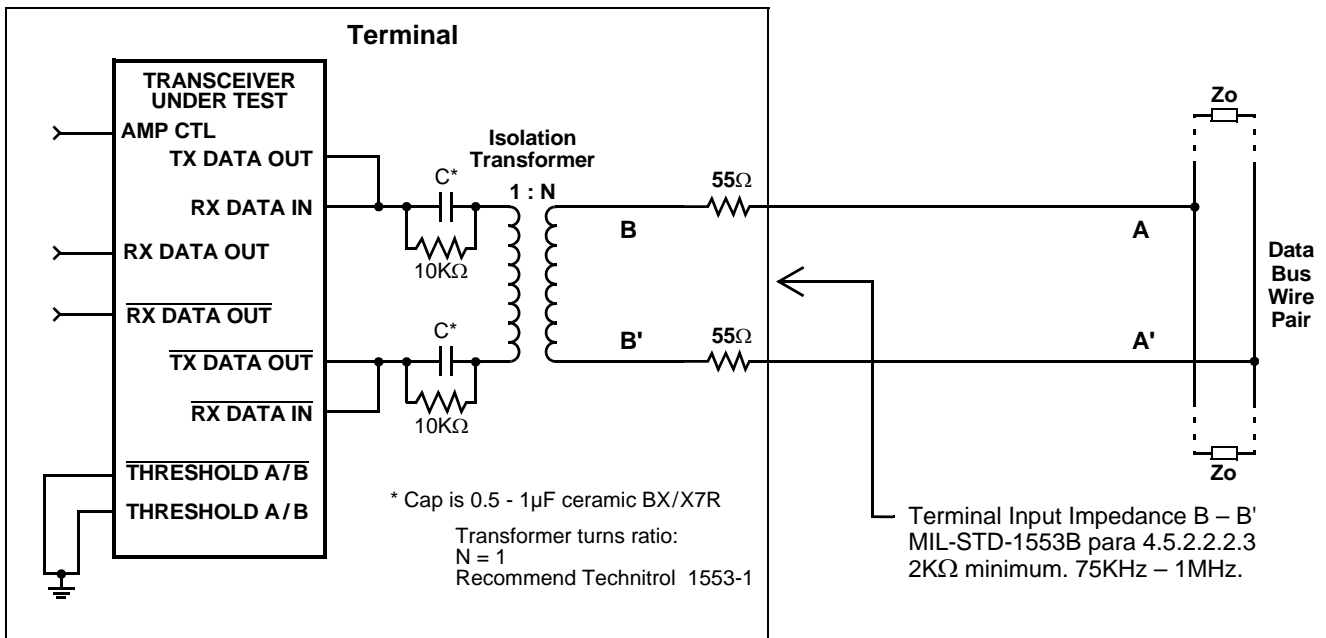 Terminal
TRANSCEIVER
UNDER TEST
AMP CTL
TX DATA OUT
RX DATA IN
RX DATA OUT
RX DATA OUT
TX DATA OUT
RX DATA IN
THRESHOLD A/B
THRESHOLD A/B
C*
10KΩ
C*
10KΩ
Isolation
Transformer
1 : N
B
B'
55Ω
55Ω
A
A'
Zo
Zo
Data
Bus
Wire
Pair
* Cap is 0.5 - 1µF ceramic BX/X7R
Transformer turns ratio:
N = 1
Recommend Technitrol 1553-1
Terminal Input Impedance B – B'
MIL-STD-1553B para 4.5.2.2.2.3
2KΩ minimum. 75KHz – 1MHz.